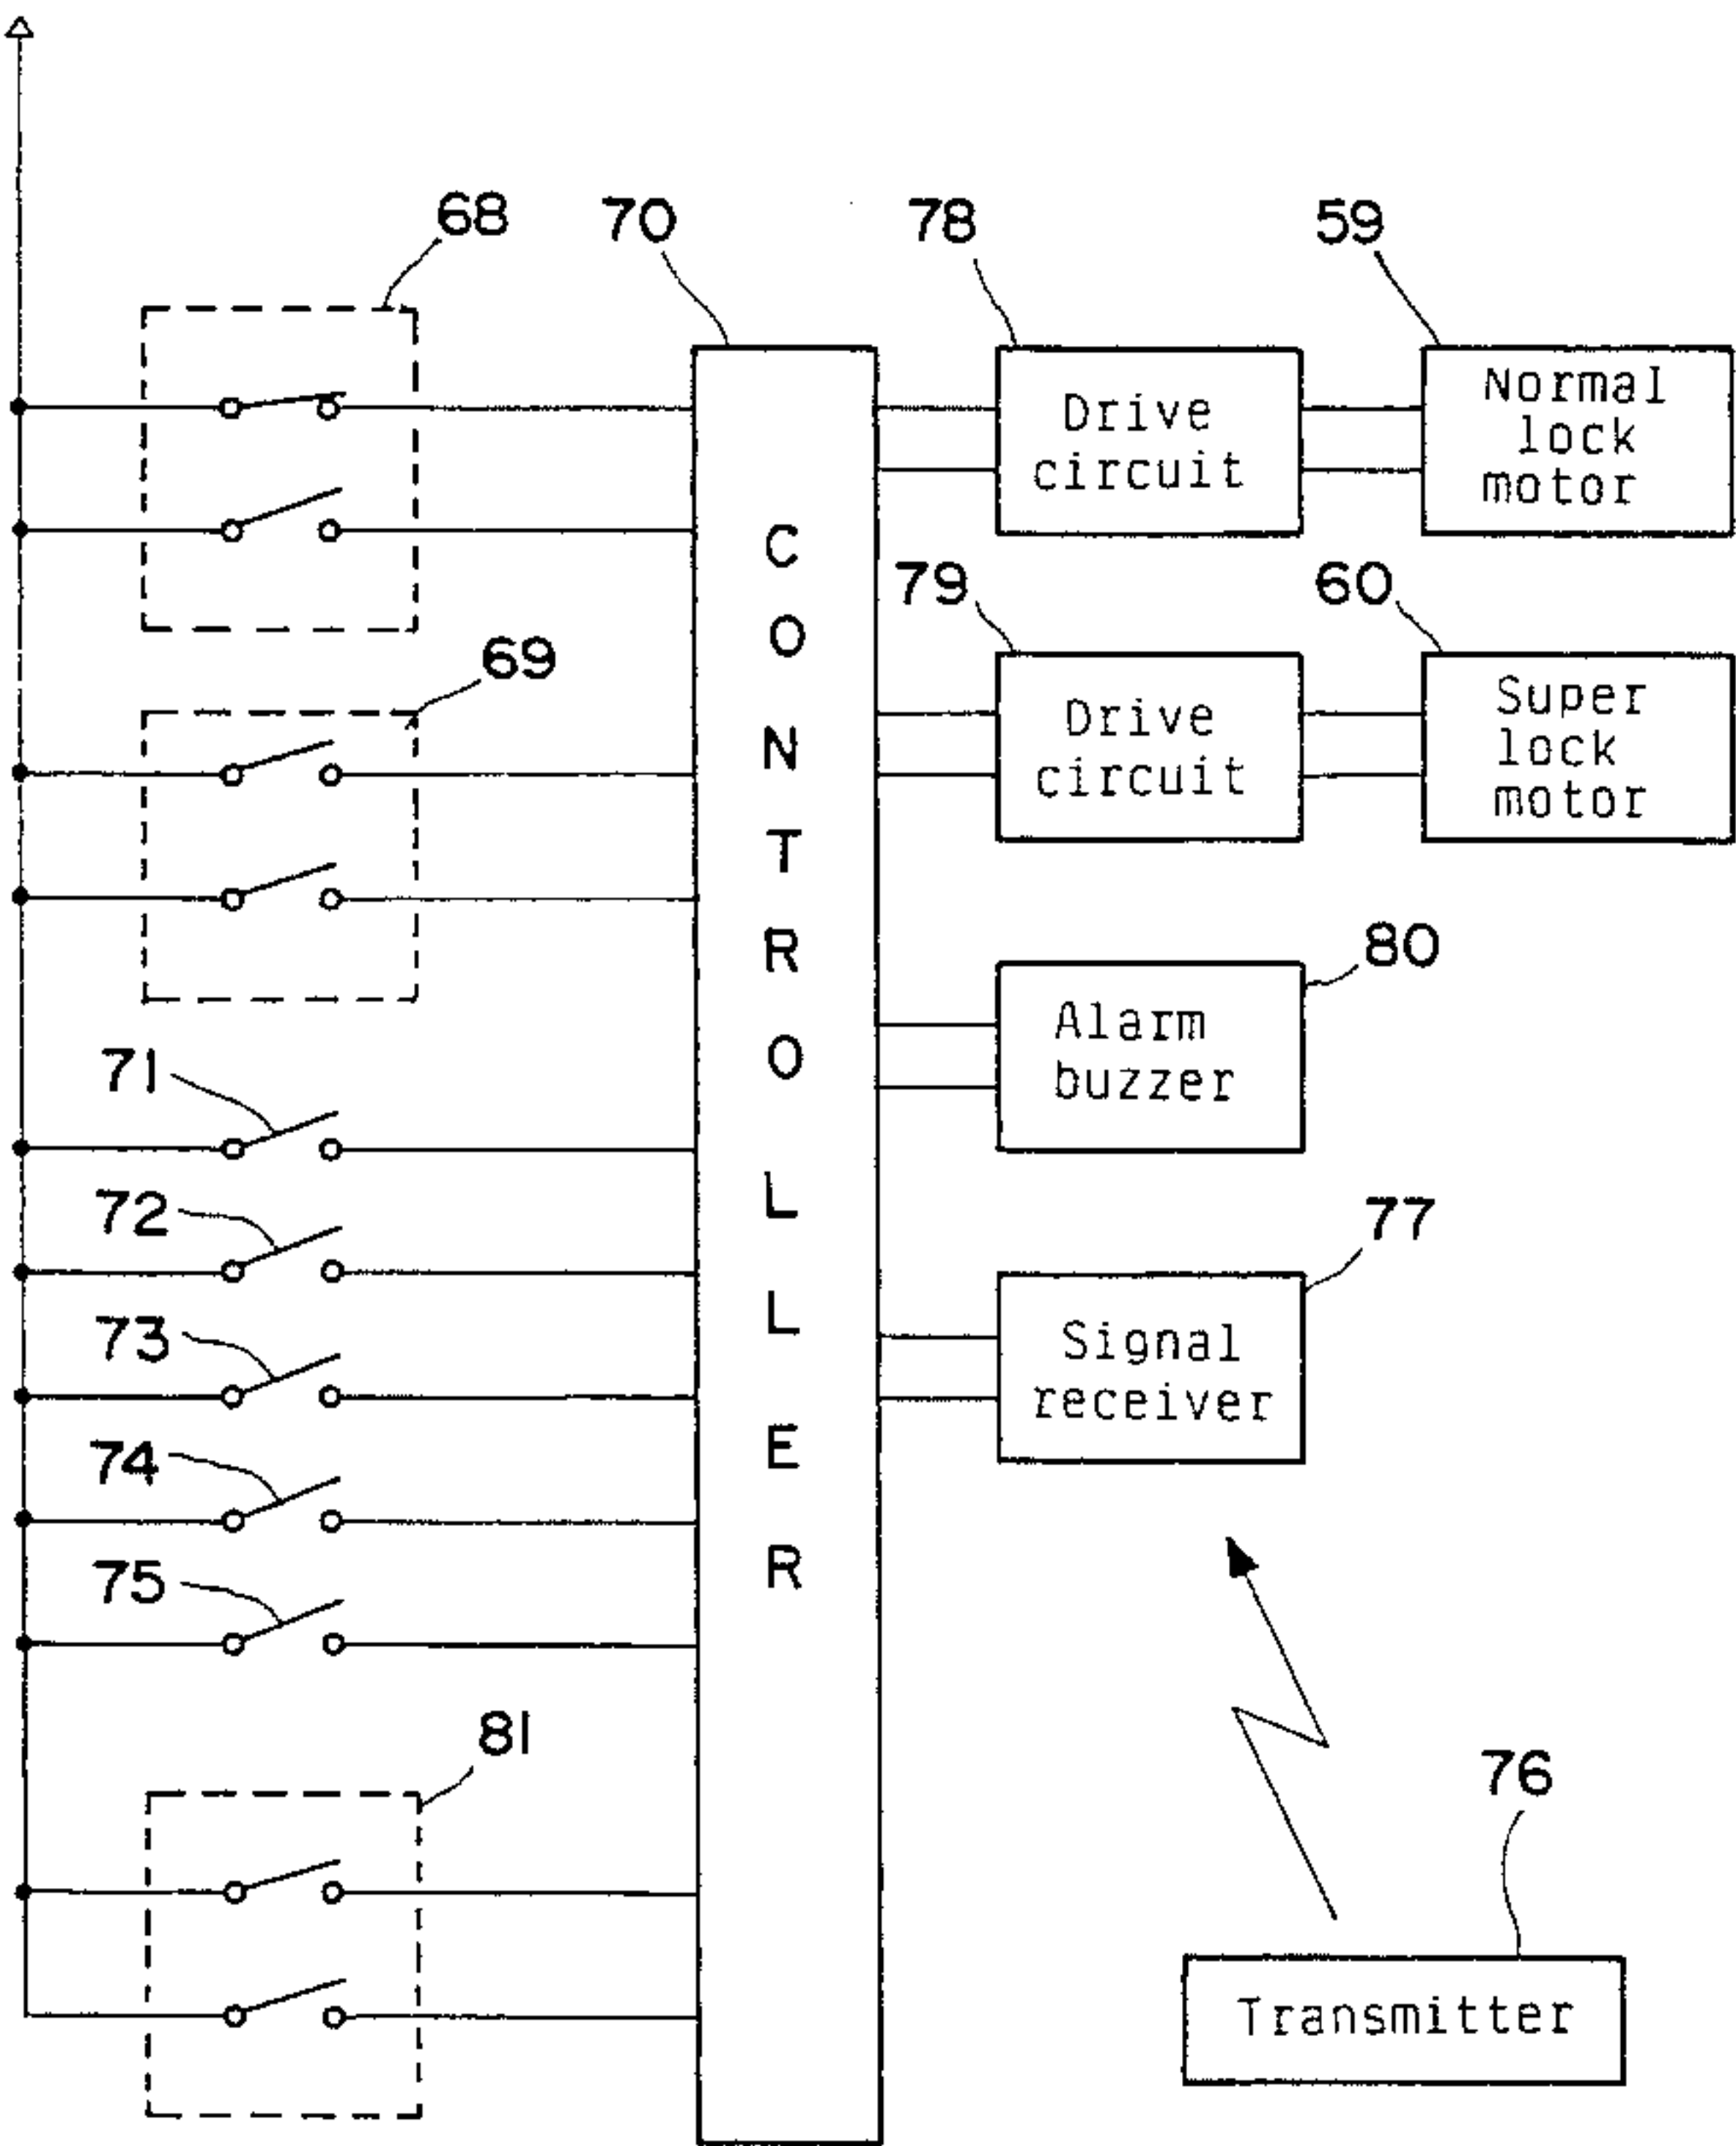 68
70
78
59
Drive
circuit
Normal
lock
motor
CONTROLLER
79
60
69
Drive
circuit
Super
lock
motor
80
Alarm
buzzer
71
72
77
73
Signal
receiver
74
75
81
76
Transmitter